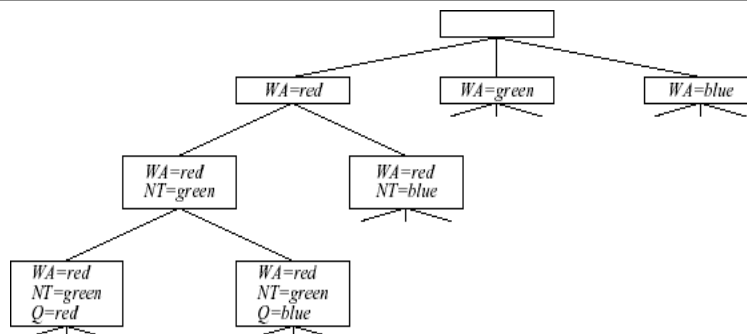 WA=red
WA=green
WA=blue
WA=red
NT=green
WA=red
NT=blue
WA=red
NT=green
Q=red
WA=red
NT=green
Q=blue